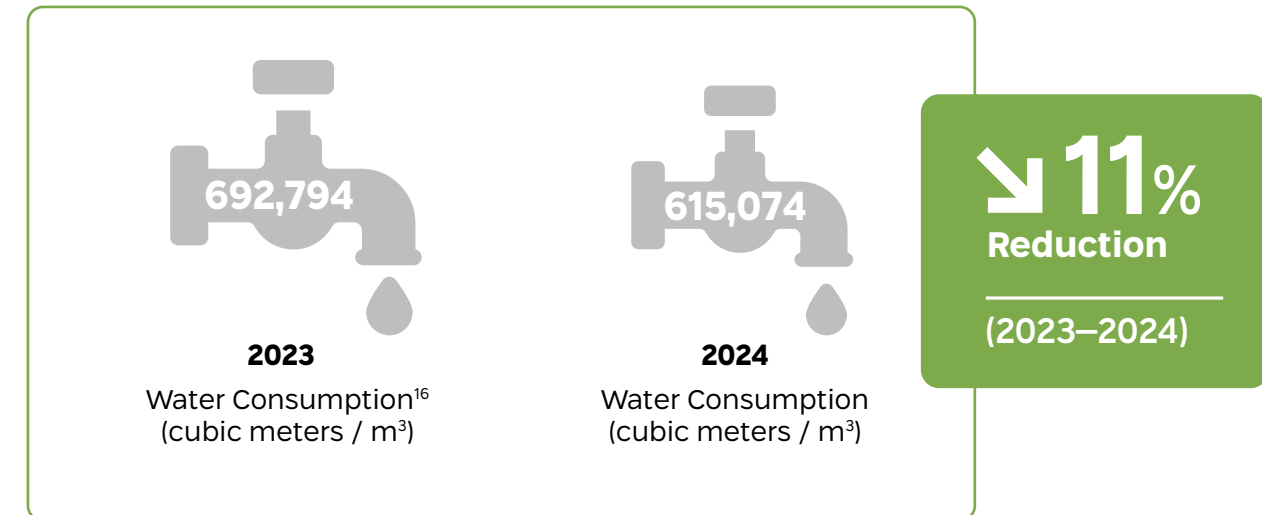 692,794
2023
Water Consumption¹⁶
(cubic meters / m³)
615,074
2024
Water Consumption
(cubic meters / m³)
11%
Reduction
(2023–2024)